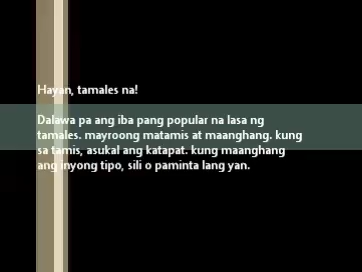 Hayan, tamales na!
Dalawa pa ang iba pang popular na lasa ng
tamales. mayroong matamis at maanghang. kung
sa tamis, asukal ang katapat. kung maanghang
ang inyong tipo, sili o paminta lang yan.